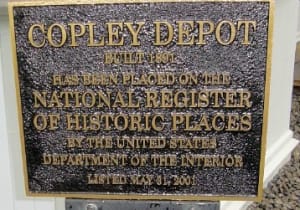 COPLEY DEPOT
BUILT 1891
HAS BEEN PLACED ON THE
NATIONAL REGISTER
OF HISTORIC PLACES
BY THE UNITED STATES
DEPARTMENT OF THE INTERIOR
LISTED MAY 31, 2001